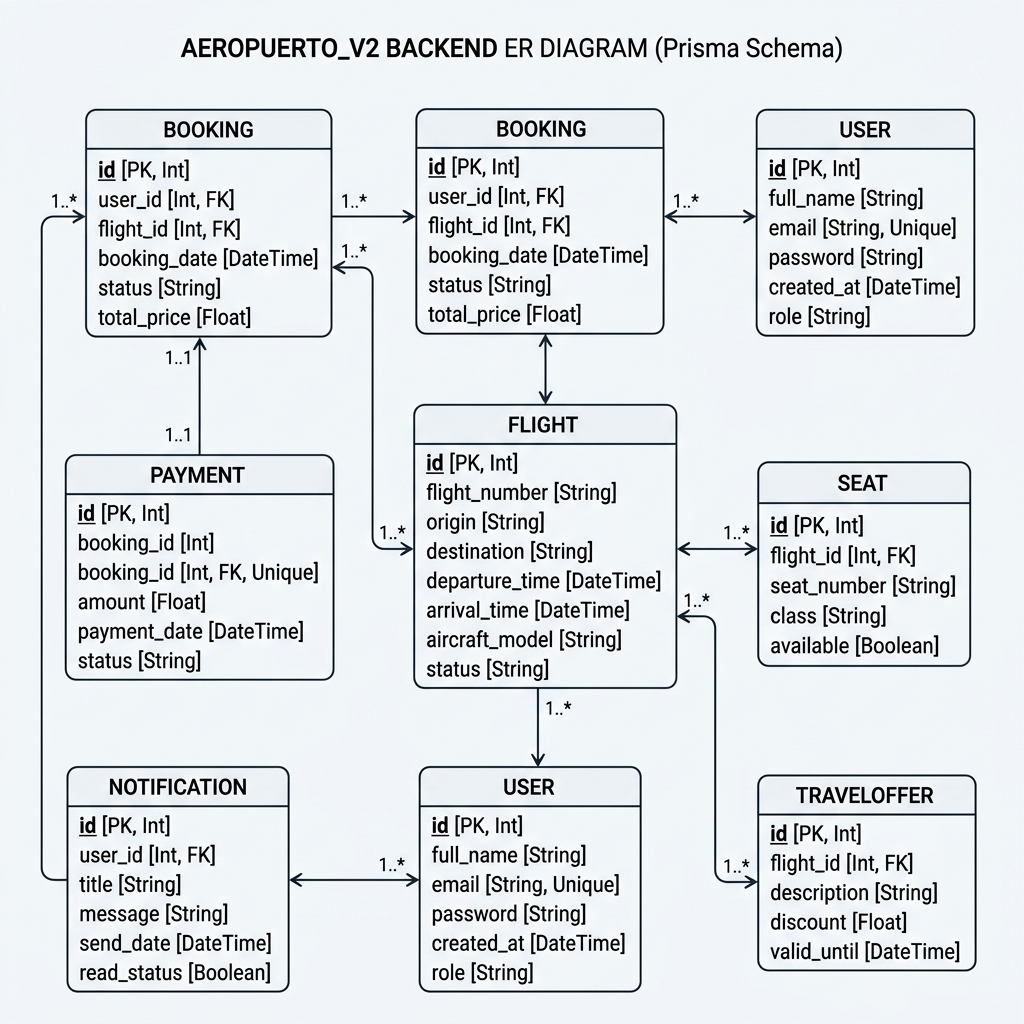 AEROPUERTO_V2 BACKEND ER DIAGRAM (Prisma Schema)
BOOKING
id [PK, Int]
user_id [Int, FK]
flight_id [Int, FK]
booking_date [DateTime]
status [String]
total_price [Float]
BOOKING
id [PK, Int]
user_id [Int, FK]
flight_id [Int, FK]
booking_date [DateTime]
status [String]
total_price [Float]
USER
id [PK, Int]
full_name [String]
email [String, Unique]
password [String]
created_at [DateTime]
role [String]
1..*
1..*
1..*
1..*
1..1
1..1
PAYMENT
id [PK, Int]
booking_id [Int]
booking_id [Int, FK, Unique]
amount [Float]
payment_date [DateTime]
status [String]
1..*
FLIGHT
id [PK, Int]
flight_number [String]
origin [String]
destination [String]
departure_time [DateTime]
arrival_time [DateTime]
aircraft_model [String]
status [String]
1..*
1..*
SEAT
id [PK, Int]
flight_id [Int, FK]
seat_number [String]
class [String]
available [Boolean]
1..*
NOTIFICATION
id [PK, Int]
user_id [Int, FK]
title [String]
message [String]
send_date [DateTime]
read_status [Boolean]
1..*
USER
id [PK, Int]
full_name [String]
email [String, Unique]
password [String]
created_at [DateTime]
role [String]
1..*
TRAVELOFFER
id [PK, Int]
flight_id [Int, FK]
description [String]
discount [Float]
valid_until [DateTime]